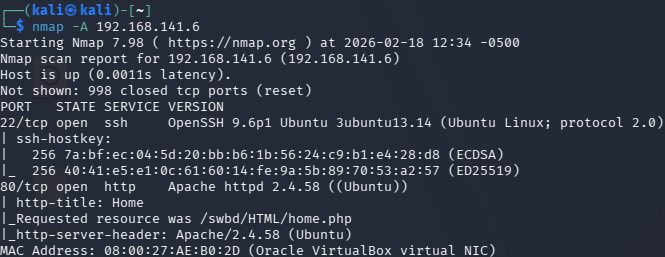 ┌──(kali㉿kali)-[~]
└─$ nmap -A 192.168.141.6
Starting Nmap 7.98 ( https://nmap.org ) at 2026-02-18 12:34 -0500
Nmap scan report for 192.168.141.6 (192.168.141.6)
Host is up (0.0011s latency).
Not shown: 998 closed tcp ports (reset)
PORT   STATE SERVICE VERSION
22/tcp open  ssh     OpenSSH 9.6p1 Ubuntu 3ubuntu13.14 (Ubuntu Linux; protocol 2.0)
| ssh-hostkey:
|   256 7a:bf:ec:04:5d:20:bb:b6:1b:56:24:c9:b1:e4:28:d8 (ECDSA)
|_  256 40:41:e5:e1:0c:61:60:14:fe:9a:5b:89:70:53:a2:57 (ED25519)
80/tcp open  http    Apache httpd 2.4.58 ((Ubuntu))
| http-title: Home
|_Requested resource was /swbd/HTML/home.php
|_http-server-header: Apache/2.4.58 (Ubuntu)
MAC Address: 08:00:27:AE:B0:2D (Oracle VirtualBox virtual NIC)